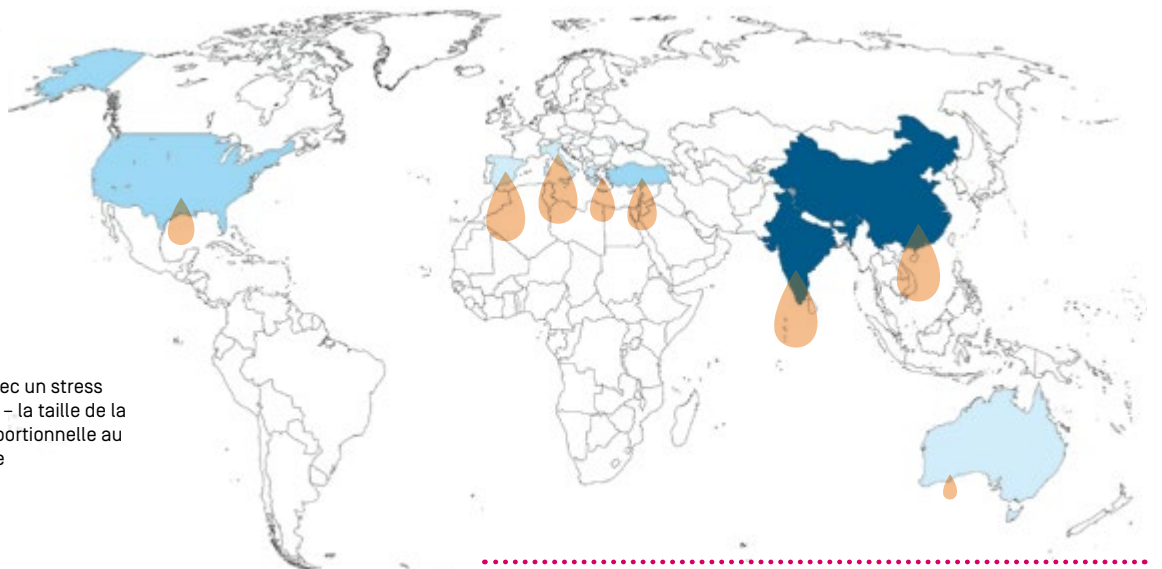 ec un stress
– la taille de la
portionnelle au
e